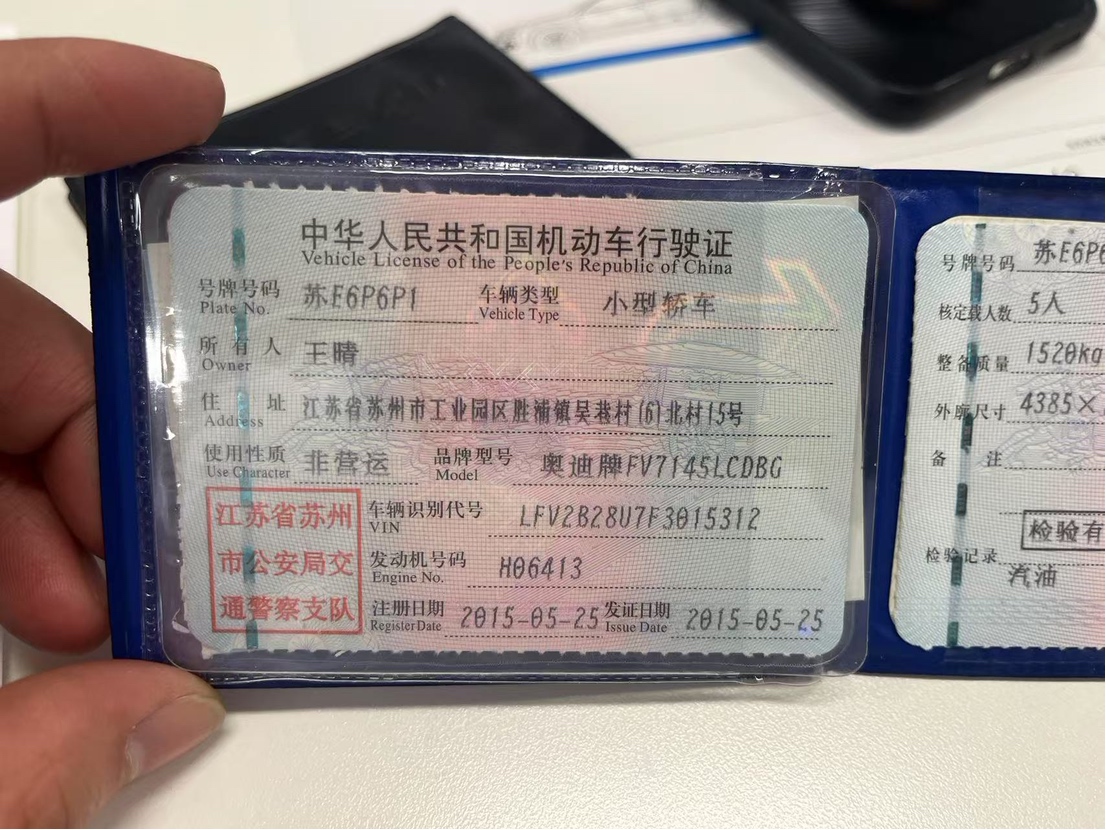 中华人民共和国机动车行驶证
Vehicle License of the People's Republic of China
号牌号码 苏E6P6P1 车辆类型 小型轿车
Plate No. Vehicle Type
所有人 王晴
Owner
住址 江苏省苏州市工业园区胜浦镇吴巷村(6)北村15号
Address
使用性质 非营运 品牌型号 奥迪牌FV7145LCDBG
Use Character Model
江苏省苏州
市公安局交
通警察支队
车辆识别代号 LFV2B28U7F3015312
VIN
发动机号码 H06413
Engine No.
注册日期 2015-05-25 发证日期 2015-05-25
Register Date Issue Date
号牌号码 苏E6P6
核定载人数 5人
整备质量 1520kg
外廓尺寸 4385×
备注
检验有
检验记录
汽油